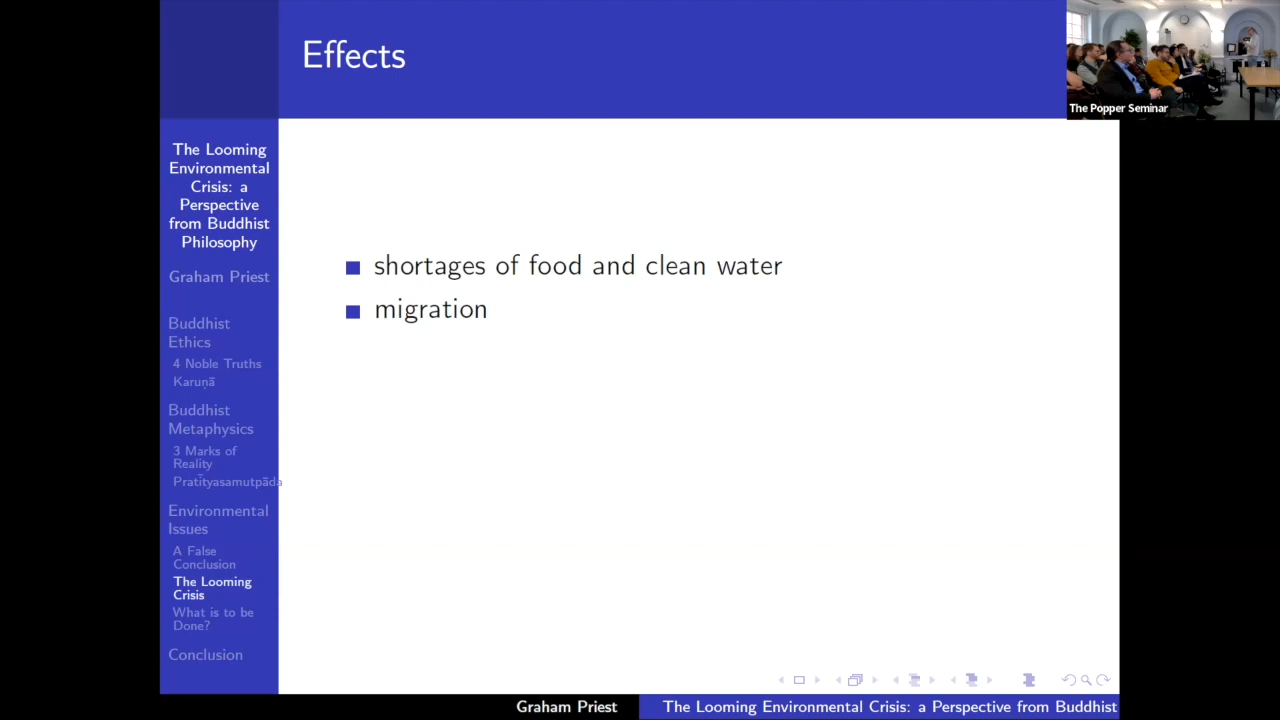 Effects
The Popper Seminar
The Looming
Environmental
Crisis: a
Perspective
from Buddhist
Philosophy
Graham Priest
Buddhist
Ethics
4 Noble Truths
Karuṇā
Buddhist
Metaphysics
3 Marks of
Reality
Pratītyasamutpāda
Environmental
Issues
A False
Conclusion
The Looming
Crisis
What is to be
Done?
Conclusion
shortages of food and clean water
migration
Graham Priest
The Looming Environmental Crisis: a Perspective from Buddhist